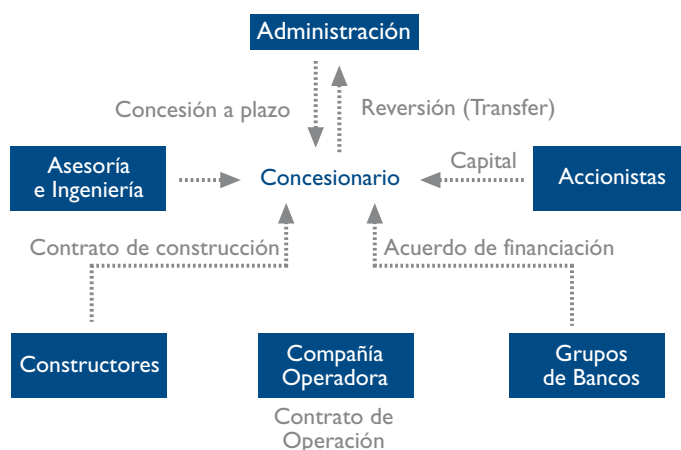 Administración
Concesión a plazo
Reversión (Transfer)
Asesoría
e Ingeniería
Concesionario
Capital
Accionistas
Contrato de construcción
Acuerdo de financiación
Constructores
Compañía
Operadora
Grupos
de Bancos
Contrato de
Operación